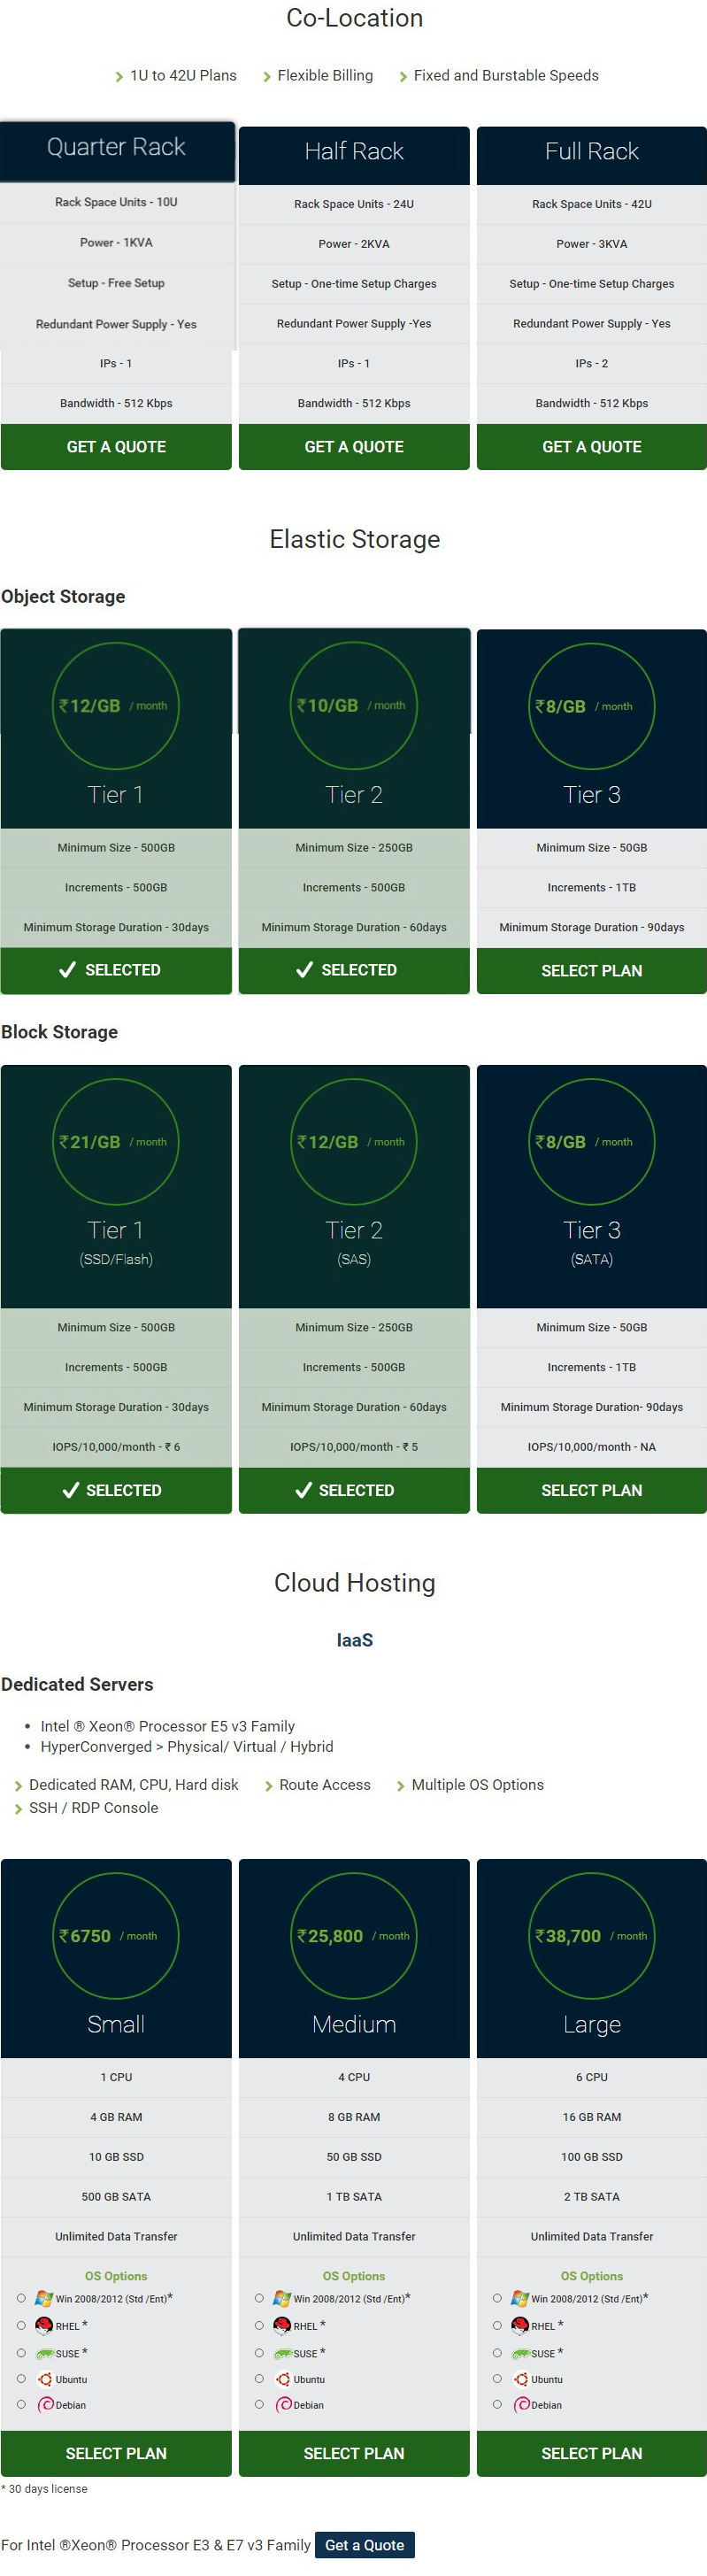 Co-Location
1U to 42U Plans Flexible Billing Fixed and Burstable Speeds
Quarter Rack
Rack Space Units - 10U
Power - 1KVA
Setup - Free Setup
Redundant Power Supply - Yes
IPs - 1
Bandwidth - 512 Kbps
GET A QUOTE
Half Rack
Rack Space Units - 24U
Power - 2KVA
Setup - One-time Setup Charges
Redundant Power Supply -Yes
IPs - 1
Bandwidth - 512 Kbps
GET A QUOTE
Full Rack
Rack Space Units - 42U
Power - 3KVA
Setup - One-time Setup Charges
Redundant Power Supply - Yes
IPs - 2
Bandwidth - 512 Kbps
GET A QUOTE
Elastic Storage
Object Storage
₹12/GB / month
Tier 1
Minimum Size - 500GB
Increments - 500GB
Minimum Storage Duration - 30days
SELECTED
₹10/GB / month
Tier 2
Minimum Size - 250GB
Increments - 500GB
Minimum Storage Duration - 60days
SELECTED
₹8/GB / month
Tier 3
Minimum Size - 50GB
Increments - 1TB
Minimum Storage Duration - 90days
SELECT PLAN
Block Storage
₹21/GB / month
Tier 1
(SSD/Flash)
Minimum Size - 500GB
Increments - 500GB
Minimum Storage Duration - 30days
IOPS/10,000/month - ₹ 6
SELECTED
₹12/GB / month
Tier 2
(SAS)
Minimum Size - 250GB
Increments - 500GB
Minimum Storage Duration - 60days
IOPS/10,000/month - ₹ 5
SELECTED
₹8/GB / month
Tier 3
(SATA)
Minimum Size - 50GB
Increments - 1TB
Minimum Storage Duration- 90days
IOPS/10,000/month - NA
SELECT PLAN
Cloud Hosting
IaaS
Dedicated Servers
• Intel ® Xeon® Processor E5 v3 Family
• HyperConverged > Physical/ Virtual / Hybrid
Dedicated RAM, CPU, Hard disk Route Access Multiple OS Options
SSH / RDP Console
₹6750 / month
Small
1 CPU
4 GB RAM
10 GB SSD
500 GB SATA
Unlimited Data Transfer
OS Options
Win 2008/2012 (Std /Ent)*
RHEL *
SUSE *
Ubuntu
Debian
SELECT PLAN
₹25,800 / month
Medium
4 CPU
8 GB RAM
50 GB SSD
1 TB SATA
Unlimited Data Transfer
OS Options
Win 2008/2012 (Std /Ent)*
RHEL *
SUSE *
Ubuntu
Debian
SELECT PLAN
₹38,700 / month
Large
6 CPU
16 GB RAM
100 GB SSD
2 TB SATA
Unlimited Data Transfer
OS Options
Win 2008/2012 (Std /Ent)*
RHEL *
SUSE *
Ubuntu
Debian
SELECT PLAN
* 30 days license
For Intel ®Xeon® Processor E3 & E7 v3 Family Get a Quote